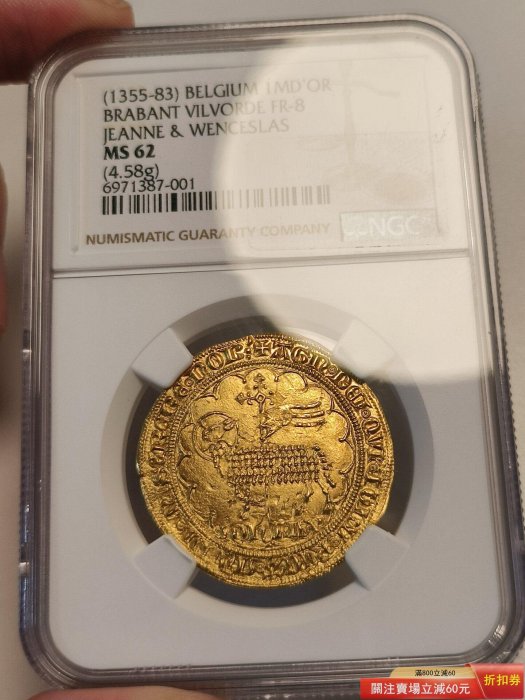 (1355-83) BELGIUM 1MD'OR
BRABANT VILVORDE FR-8
JEANNE & WENCESLAS
MS 62
(4.58g)
6971387-001
NUMISMATIC GUARANTY COMPANY
NGC
滿800立減60
關注賣場立減60元
折扣券